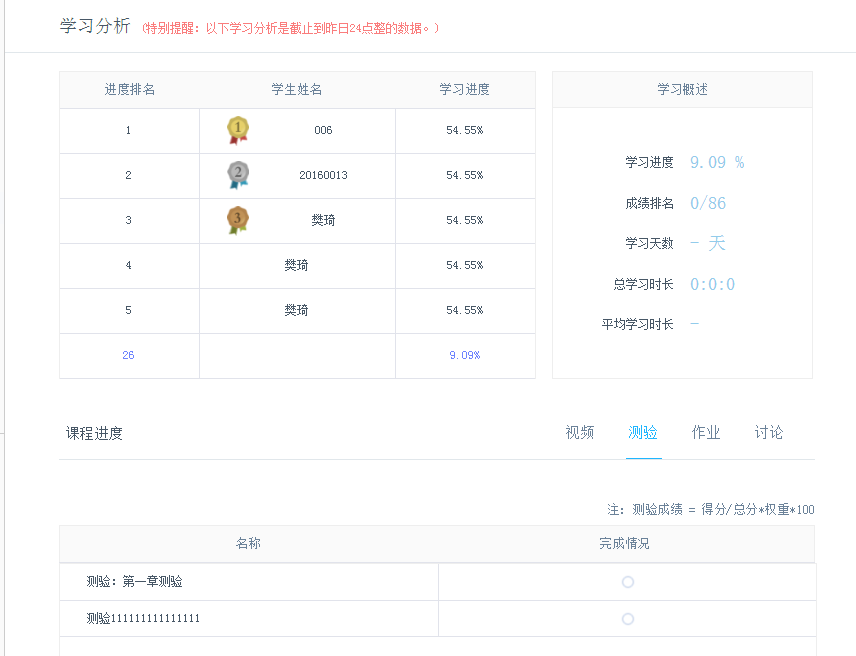 学习分析 (特别提醒：以下学习分析是截止到昨日24点整的数据。)
进度排名 学生姓名 学习进度
1 1 006 54.55%
2 2 20160013 54.55%
3 3 樊琦 54.55%
4 樊琦 54.55%
5 樊琦 54.55%
26 9.09%
学习概述
学习进度 9.09 %
成绩排名 0/86
学习天数 - 天
总学习时长 0:0:0
平均学习时长 -
课程进度 视频 测验 作业 讨论
注: 测验成绩 = 得分/总分*权重*100
名称 完成情况
测验：第一章测验
测验111111111111111